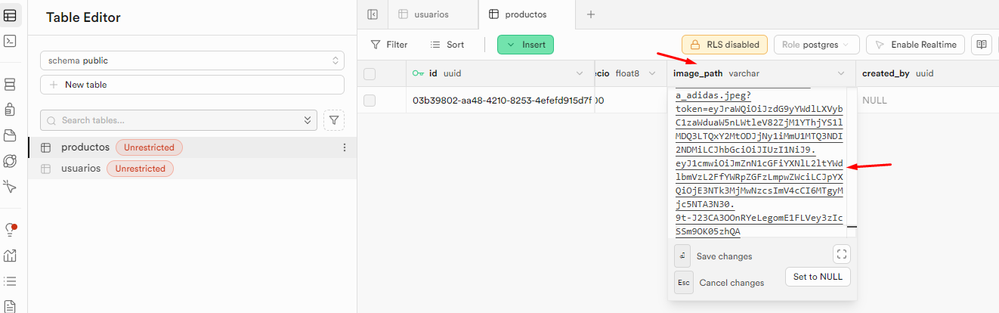 Table Editor
usuarios
productos
schema public
New table
Search tables...
productos Unrestricted
usuarios Unrestricted
Filter
Sort
Insert
RLS disabled
Role postgres
Enable Realtime
id uuid
ecio float8
image_path varchar
created_by uuid
03b39802-aa48-4210-8253-4efefd915d7f
00
NULL
a_adidas.jpeg?
token=eyJraWQiOiJzdG9yYWdlLXVyb
C1zaWduaW5nLWtleV82ZjM1YThjYS1l
MDQ3LTQxY2MtODJjNy1iMmU1MTQ3NDI
2NDMiLCJhbGciOiJIUzI1NiJ9.
eyJ1cmwiOiJmZnN1cGFiYXNlL2ltYWd
lbmVzL2FfYWRpZGFzLmpwZWciLCJpYX
QiOjE3NTk3MjMwNzcsImV4cCI6MTgyM
jc5NTA3N30.
9t-J23CA3OOnRYeLegomE1FLVey3zIc
SSm9OK05zhQA
Save changes
Esc Cancel changes
Set to NULL